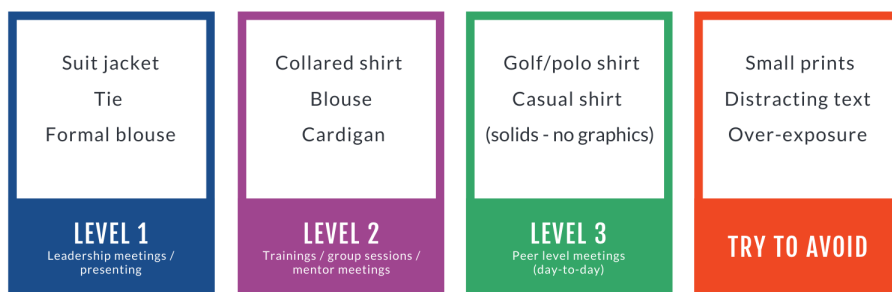 Suit jacket
Tie
Formal blouse
LEVEL 1
Leadership meetings /
presenting
Collared shirt
Blouse
Cardigan
LEVEL 2
Trainings / group sessions /
mentor meetings
Golf/polo shirt
Casual shirt
(solids - no graphics)
LEVEL 3
Peer level meetings
(day-to-day)
Small prints
Distracting text
Over-exposure
TRY TO AVOID